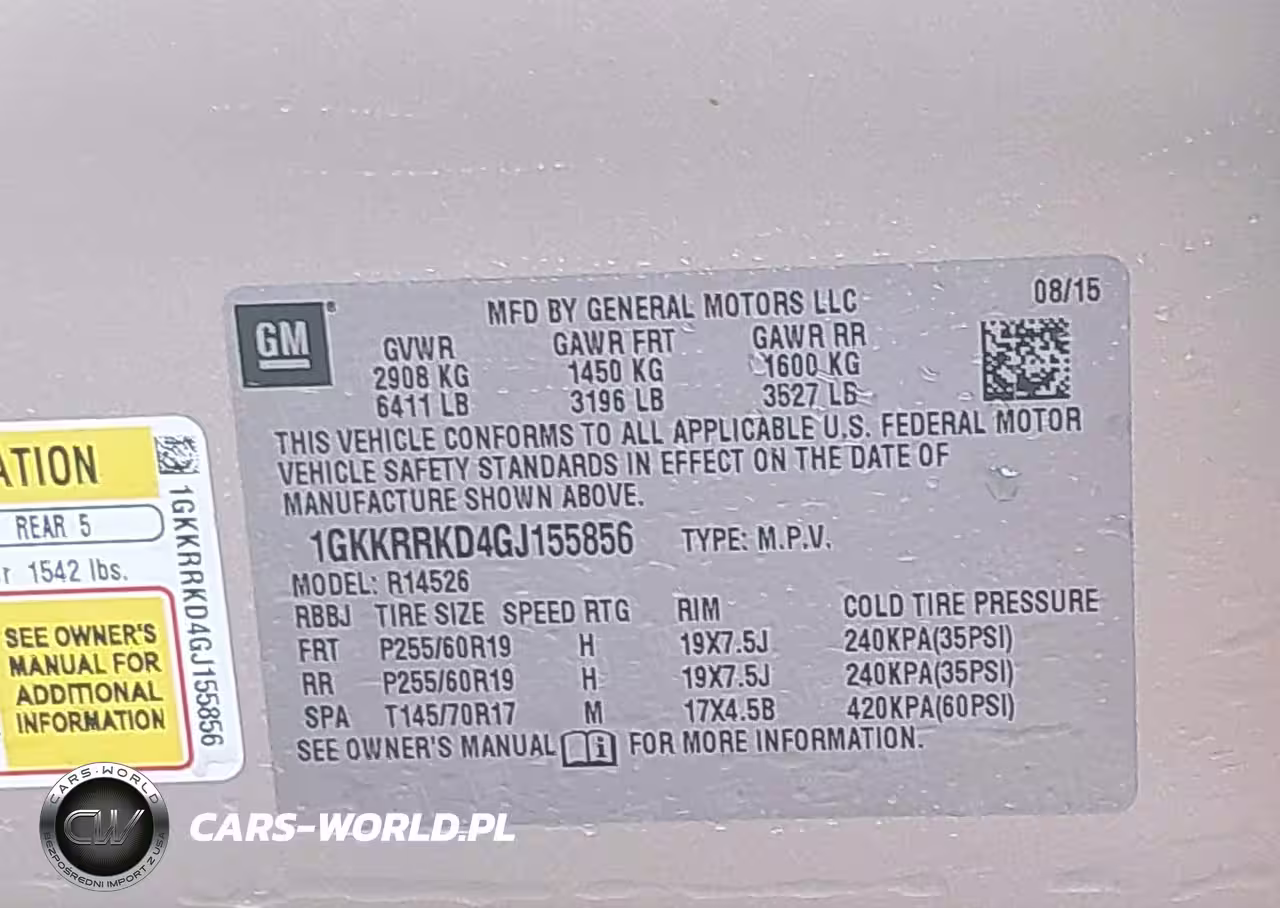 GM ®
MFD BY GENERAL MOTORS LLC
08/15
GVWR GAWR FRT GAWR RR
2908 KG 1450 KG 1600 KG
6411 LB 3196 LB 3527 LB
THIS VEHICLE CONFORMS TO ALL APPLICABLE U.S. FEDERAL MOTOR
VEHICLE SAFETY STANDARDS IN EFFECT ON THE DATE OF
MANUFACTURE SHOWN ABOVE.
1GKKRRKD4GJ155856 TYPE: M.P.V.
MODEL: R14526
RBBJ TIRE SIZE SPEED RTG RIM COLD TIRE PRESSURE
FRT P255/60R19 H 19X7.5J 240KPA(35PSI)
RR P255/60R19 H 19X7.5J 240KPA(35PSI)
SPA T145/70R17 M 17X4.5B 420KPA(60PSI)
SEE OWNER'S MANUAL FOR MORE INFORMATION.
REAR 5
1542 lbs.
SEE OWNER'S
MANUAL FOR
ADDITIONAL
INFORMATION
1GKKRRKD4GJ155856
CARS-WORLD
CW
BEZPOŚREDNI IMPORT Z USA
CARS-WORLD.PL